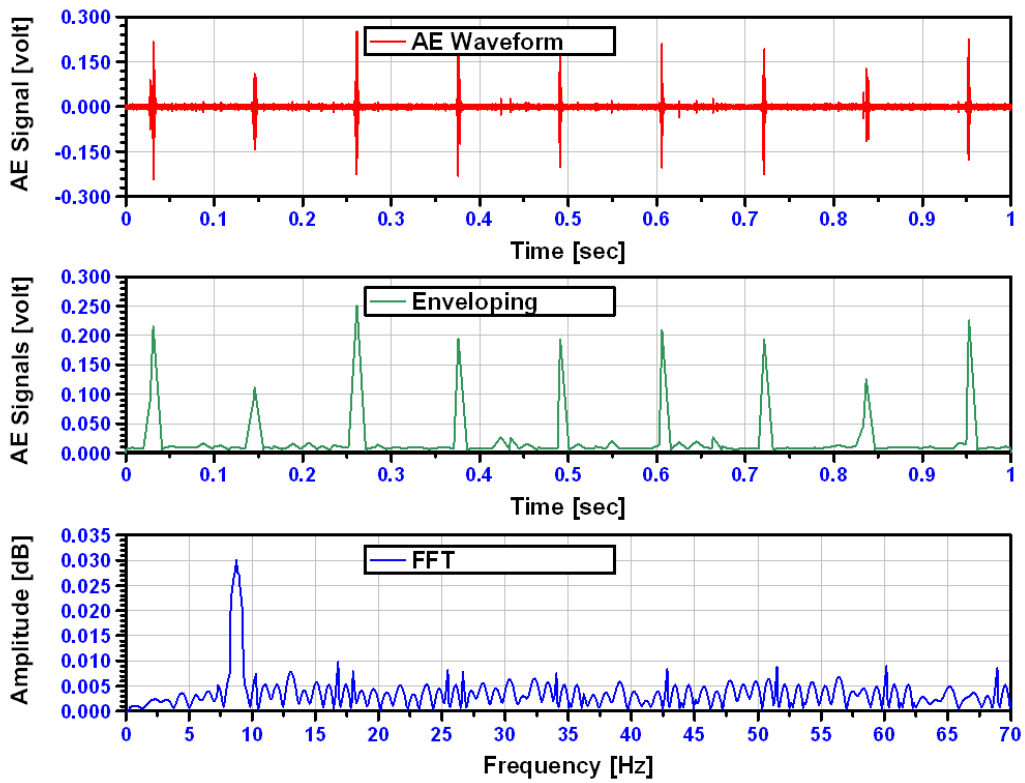 AE Signal [volt]
0.300
0.150
0.000
-0.150
-0.300
AE Waveform
0 0.1 0.2 0.3 0.4 0.5 0.6 0.7 0.8 0.9 1
Time [sec]
AE Signals [volt]
0.300
0.250
0.200
0.150
0.100
0.050
0.000
Enveloping
0 0.1 0.2 0.3 0.4 0.5 0.6 0.7 0.8 0.9 1
Time [sec]
Amplitude [dB]
0.035
0.030
0.025
0.020
0.015
0.010
0.005
0.000
FFT
0 5 10 15 20 25 30 35 40 45 50 55 60 65 70
Frequency [Hz]